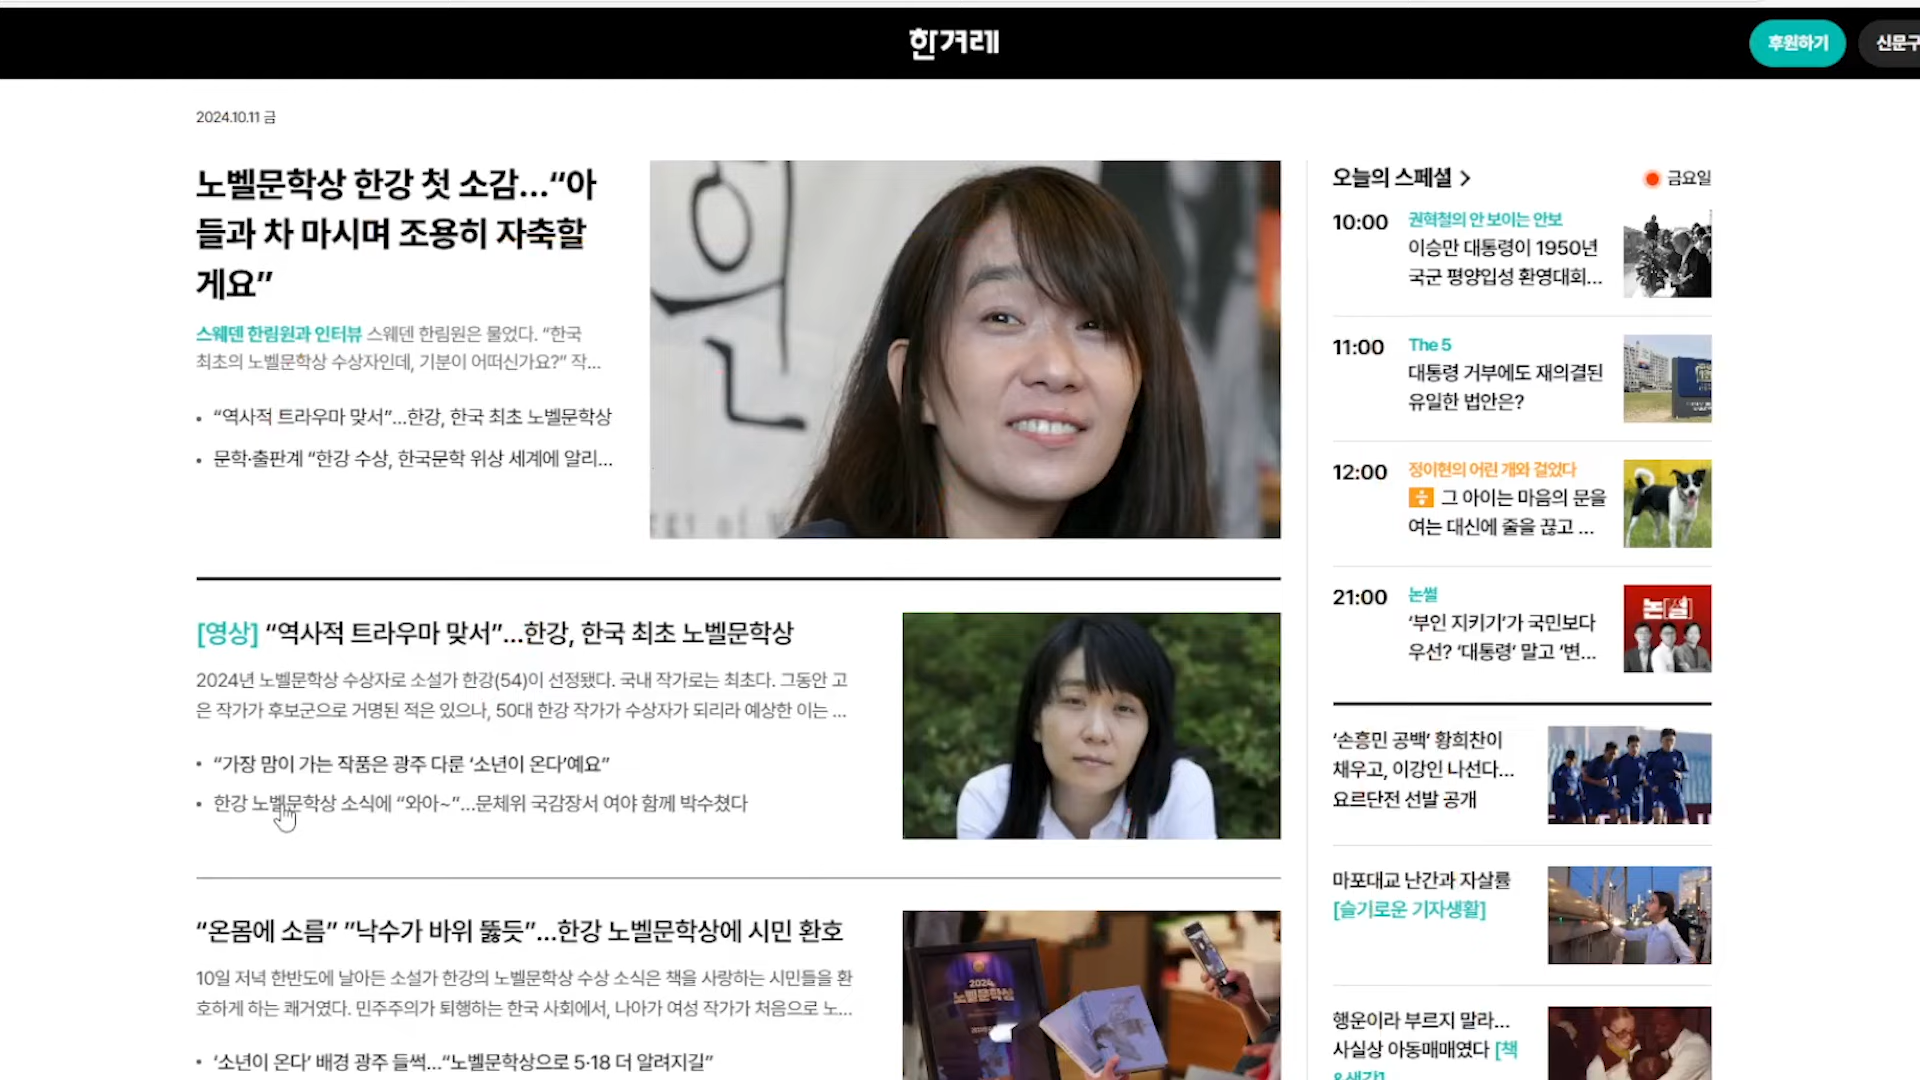 한겨레
후원하기
신문구
2024.10.11 금
노벨문학상 한강 첫 소감…“아
들과 차 마시며 조용히 자축할
게요”
스웨덴 한림원과 인터뷰 스웨덴 한림원은 물었다. “한국
최초의 노벨문학상 수상자인데, 기분이 어떠신가요?” 작...
• “역사적 트라우마 맞서”…한강, 한국 최초 노벨문학상
• 문학·출판계 “한강 수상, 한국문학 위상 세계에 알리...
[영상] “역사적 트라우마 맞서”…한강, 한국 최초 노벨문학상
2024년 노벨문학상 수상자로 소설가 한강(54)이 선정됐다. 국내 작가로는 최초다. 그동안 고
은 작가가 후보군으로 거명된 적은 있으나, 50대 한강 작가가 수상자가 되리라 예상한 이는 ...
• “가장 맘이 가는 작품은 광주 다룬 ‘소년이 온다’예요”
• 한강 노벨문학상 소식에 “와아~”…문체위 국감장서 여야 함께 박수쳤다
“온몸에 소름” ”낙수가 바위 뚫듯”…한강 노벨문학상에 시민 환호
10일 저녁 한반도에 날아든 소설가 한강의 노벨문학상 수상 소식은 책을 사랑하는 시민들을 환
호하게 하는 쾌거였다. 민주주의가 퇴행하는 한국 사회에서, 나아가 여성 작가가 처음으로 노...
• ‘소년이 온다’ 배경 광주 들썩…“노벨문학상으로 5·18 더 알려지길”
2024
노벨문학상
오늘의 스페셜 >
금요일
10:00
권혁철의 안 보이는 안보
이승만 대통령이 1950년
국군 평양입성 환영대회...
11:00
The 5
대통령 거부에도 재의결된
유일한 법안은?
12:00
정이현의 어린 개와 걸었다
그 아이는 마음의 문을
여는 대신에 줄을 끊고 ...
21:00
논썰
‘부인 지키기’가 국민보다
우선? ‘대통령’ 말고 ‘변...
논[썰]
‘손흥민 공백’ 황희찬이
채우고, 이강인 나선다…
요르단전 선발 공개
마포대교 난간과 자살률
[슬기로운 기자생활]
행운이라 부르지 말라…
사실상 아동매매였다 [책
&생각]